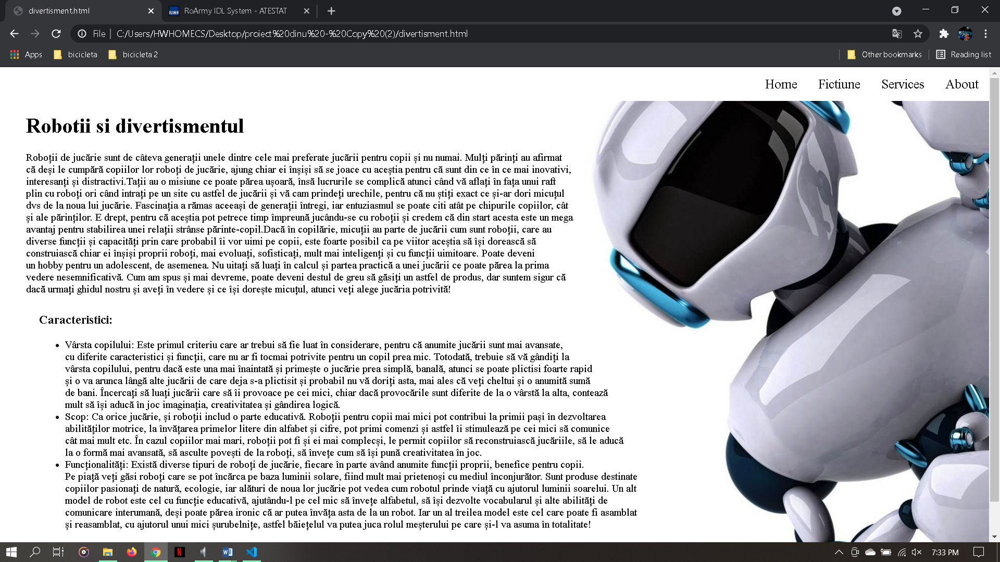 divertisment.html
RoArmy IDL System - ATESTAT
File | C:/Users/HWHOMECS/Desktop/proiect%20dinu%20-%20Copy%20(2)/divertisment.html
Apps bicicleta bicicleta 2 Other bookmarks Reading list
Home Fictiune Services About
Robotii si divertismentul
Roboții de jucărie sunt de câteva generații unele dintre cele mai preferate jucării pentru copii și nu numai. Mulți părinți au afirmat
că deși le cumpără copiilor lor roboți de jucărie, ajung chiar ei înșiși să se joace cu aceștia pentru că sunt din ce în ce mai inovativi,
interesanți și distractivi.Tații au o misiune ce poate părea ușoară, însă lucrurile se complică atunci când vă aflați în fața unui raft
plin cu roboți ori când intrați pe un site cu astfel de jucării și vă cam prindeți urechile, pentru că nu știți exact ce și-ar dori micuțul
dvs de la noua lui jucărie. Fascinația a rămas aceeași de generații întregi, iar entuziasmul se poate citi atât pe chipurile copiilor, cât
și ale părinților. E drept, pentru că aceștia pot petrece timp împreună jucându-se cu roboții și credem că din start acesta este un mega
avantaj pentru stabilirea unei relații strânse părinte-copil.Dacă în copilărie, micuții au parte de jucării cum sunt roboții, care au
diverse funcții și capacități prin care probabil îi vor uimi pe copii, este foarte posibil ca pe viitor aceștia să își dorească să
construiască chiar ei înșiși proprii roboți, mai evoluați, sofisticați, mult mai inteligenți și cu funcții uimitoare. Poate deveni
un hobby pentru un adolescent, de asemenea. Nu uitați să luați în calcul și partea practică a unei jucării ce poate părea la prima
vedere nesemnificativă. Cum am spus și mai devreme, poate deveni destul de greu să găsiți un astfel de produs, dar suntem sigur că
dacă urmați ghidul nostru și aveți în vedere și ce își dorește micuțul, atunci veți alege jucăria potrivită!
Caracteristici:
• Vârsta copilului: Este primul criteriu care ar trebui să fie luat în considerare, pentru că anumite jucării sunt mai avansate,
cu diferite caracteristici și funcții, care nu ar fi tocmai potrivite pentru un copil prea mic. Totodată, trebuie să vă gândiți la
vârsta copilului, pentru dacă este una mai înaintată și primește o jucărie prea simplă, banală, atunci se poate plictisi foarte rapid
și o va arunca lângă alte jucării de care deja s-a plictisit și probabil nu vă doriți asta, mai ales că veți cheltui și o anumită sumă
de bani. Încercați să luați jucării care să îi provoace pe cei mici, chiar dacă provocările sunt diferite de la o vârstă la alta, contează
mult să își aducă în joc imaginația, creativitatea și gândirea logică.
• Scop: Ca orice jucărie, și roboții includ o parte educativă. Roboții pentru copii mai mici pot contribui la primii pași în dezvoltarea
abilităților motrice, la învățarea primelor litere din alfabet și cifre, pot primi comenzi și astfel îi stimulează pe cei mici să comunice
cât mai mult etc. În cazul copiilor mai mari, roboții pot fi și ei mai complecși, le permit copiilor să reconstruiască jucăriile, să le aducă
la o formă mai avansată, să asculte povești de la roboți, să învețe cum să își pună creativitatea în joc.
• Funcționalități: Există diverse tipuri de roboți de jucărie, fiecare în parte având anumite funcții proprii, benefice pentru copii.
Pe piață veți găsi roboți care se pot încărca pe baza luminii solare, fiind mult mai prietenoși cu mediul înconjurător. Sunt produse destinate
copiilor pasionați de natură, ecologie, iar alături de noua lor jucărie pot vedea cum robotul prinde viață cu ajutorul luminii soarelui. Un alt
model de robot este cel cu funcție educativă, ajutându-l pe cel mic să învețe alfabetul, să își dezvolte vocabularul și alte abilități de
comunicare interumană, deși poate părea ironic că ar putea învăța asta de la un robot. Iar un al treilea model este cel care poate fi asamblat
și reasamblat, cu ajutorul unui mici șurubelnițe, astfel băiețelul va putea juca rolul meșterului pe care și-l va asuma în totalitate!
7:33 PM